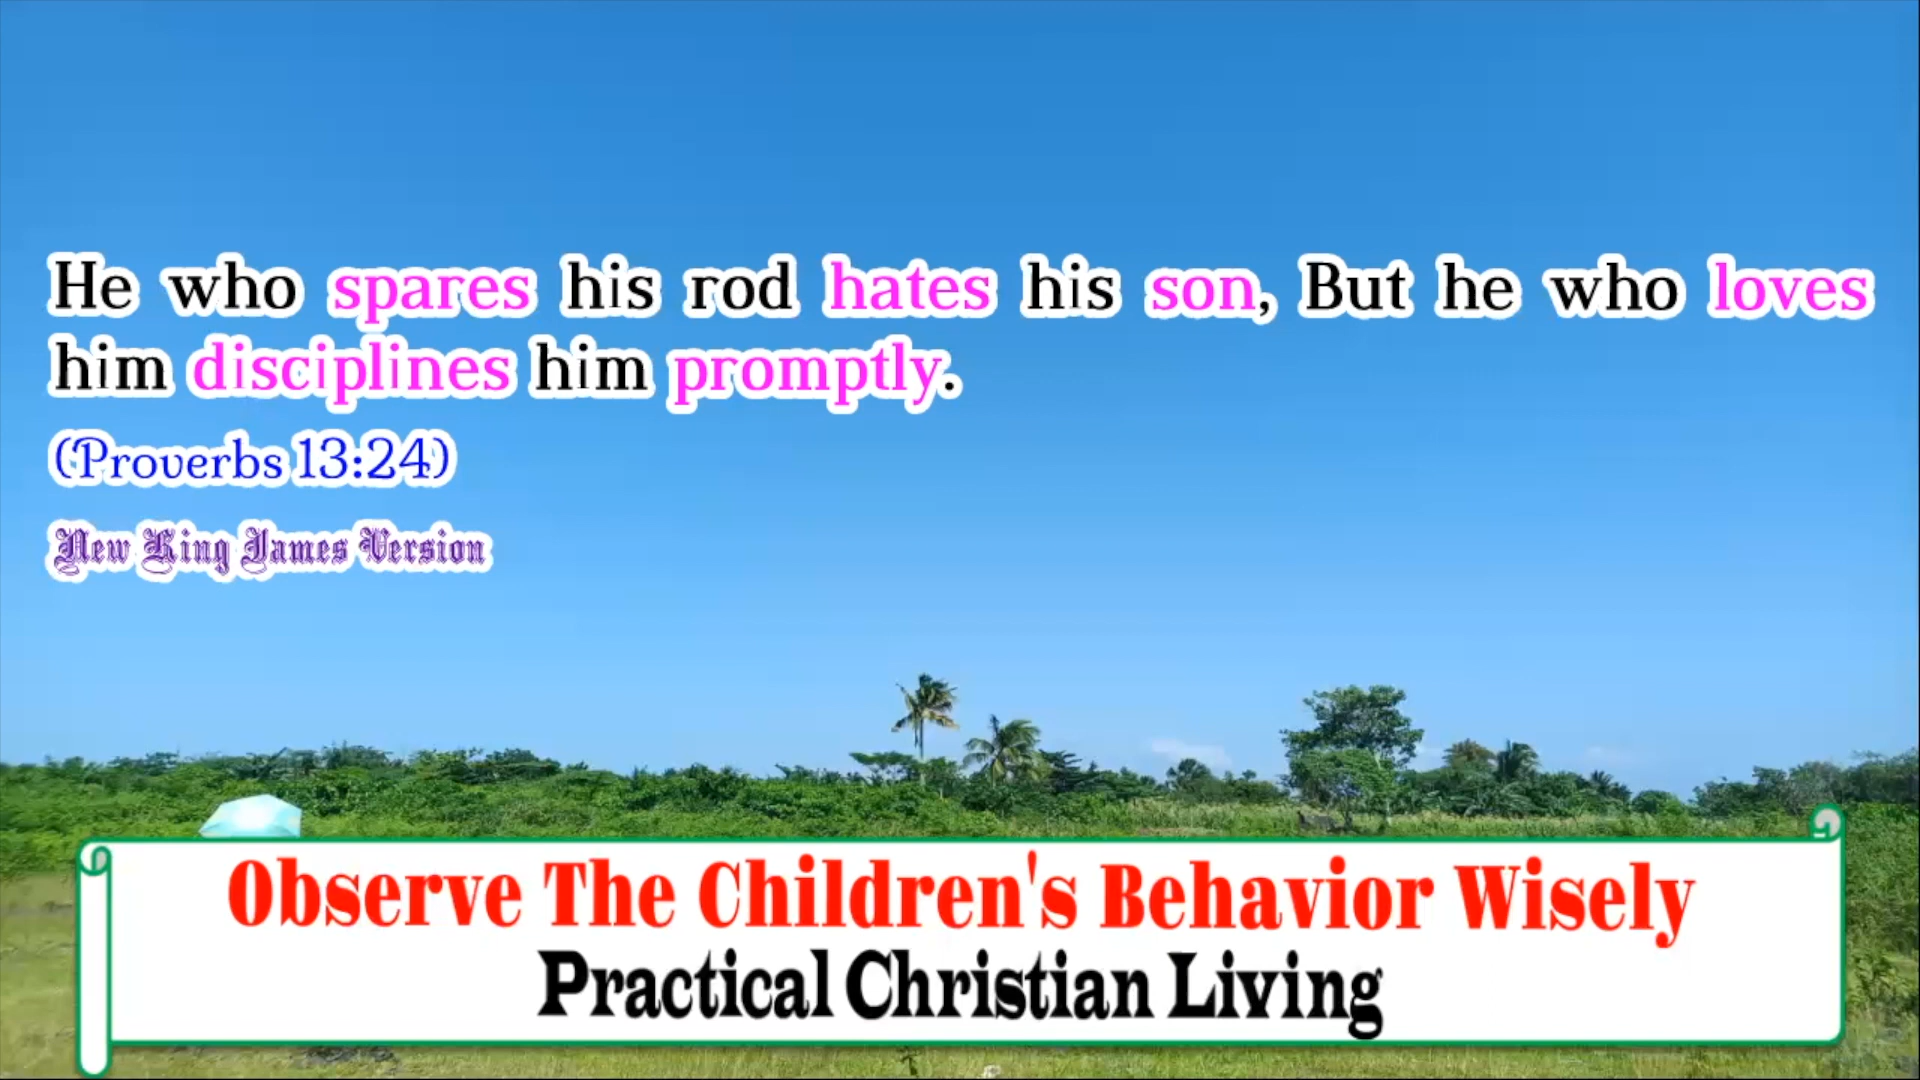 He who spares his rod hates his son, But he who loves
him disciplines him promptly.
(Proverbs 13:24)
New King James Version
Observe The Children's Behavior Wisely
Practical Christian Living